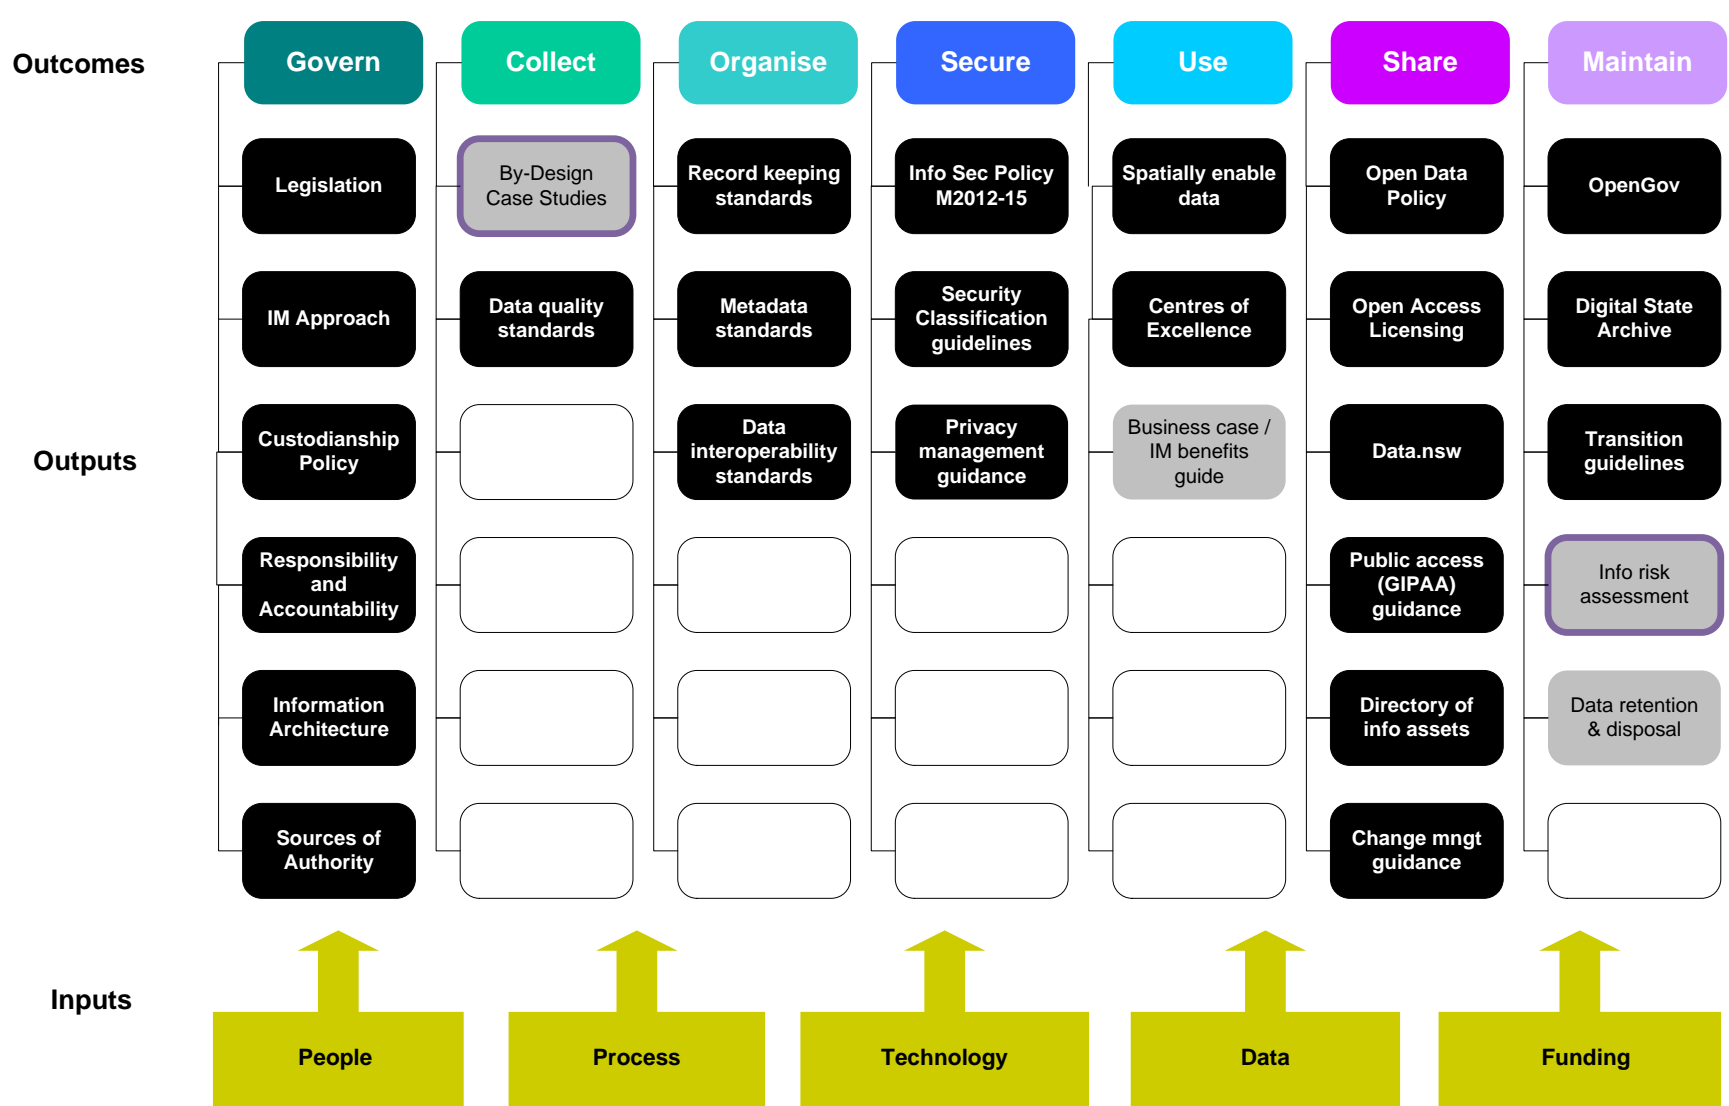 Outcomes
Govern
Collect
Organise
Secure
Use
Share
Maintain
Outputs
Legislation
By-Design
Case Studies
Record keeping
standards
Info Sec Policy
M2012-15
Spatially enable
data
Open Data
Policy
OpenGov
IM Approach
Data quality
standards
Metadata
standards
Security
Classification
guidelines
Centres of
Excellence
Open Access
Licensing
Digital State
Archive
Custodianship
Policy
Data
interoperability
standards
Privacy
management
guidance
Business case /
IM benefits
guide
Data.nsw
Transition
guidelines
Responsibility
and
Accountability
Public access
(GIPAA)
guidance
Info risk
assessment
Information
Architecture
Directory of
info assets
Data retention
& disposal
Sources of
Authority
Change mngt
guidance
Inputs
People
Process
Technology
Data
Funding